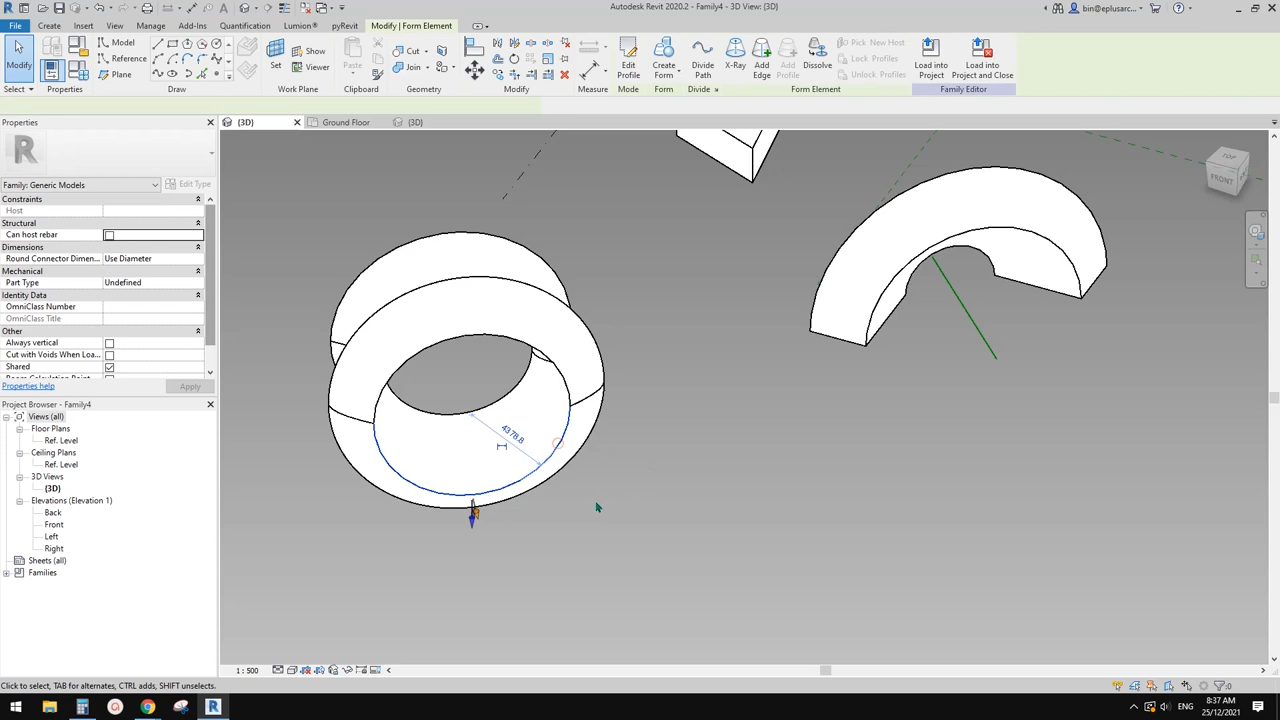 Autodesk Revit 2020.2 - Family4 - 3D View: {3D}
bin@eplusarc...
File Create Insert View Manage Add-Ins Quantification Lumion® pyRevit Modify | Form Element
Modify
Select
Properties
Model
Reference
Plane
Draw
Set
Show
Viewer
Work Plane
Paste
Clipboard
Cut
Join
Geometry
Modify
Measure
Edit
Profile
Mode
Create
Form
Form
Divide
Path
Divide
X-Ray
Add
Edge
Add
Profile
Dissolve
Pick New Host
Lock Profiles
Unlock Profiles
Form Element
Load into
Project
Load into
Project and Close
Family Editor
Properties
{3D}
Ground Floor
{3D}
Family: Generic Models
Edit Type
Constraints
Host
Structural
Can host rebar
Dimensions
Round Connector Dimen... Use Diameter
Mechanical
Part Type Undefined
Identity Data
OmniClass Number
OmniClass Title
Other
Always vertical
Cut with Voids When Loa...
Shared
Properties help
Apply
Project Browser - Family4
Views (all)
Floor Plans
Ref. Level
Ceiling Plans
Ref. Level
3D Views
{3D}
Elevations (Elevation 1)
Back
Front
Left
Right
Sheets (all)
Families
4378.8
TOP
FRONT
1 : 500
Click to select, TAB for alternates, CTRL adds, SHIFT unselects.
:0
ENG
8:37 AM
25/12/2021